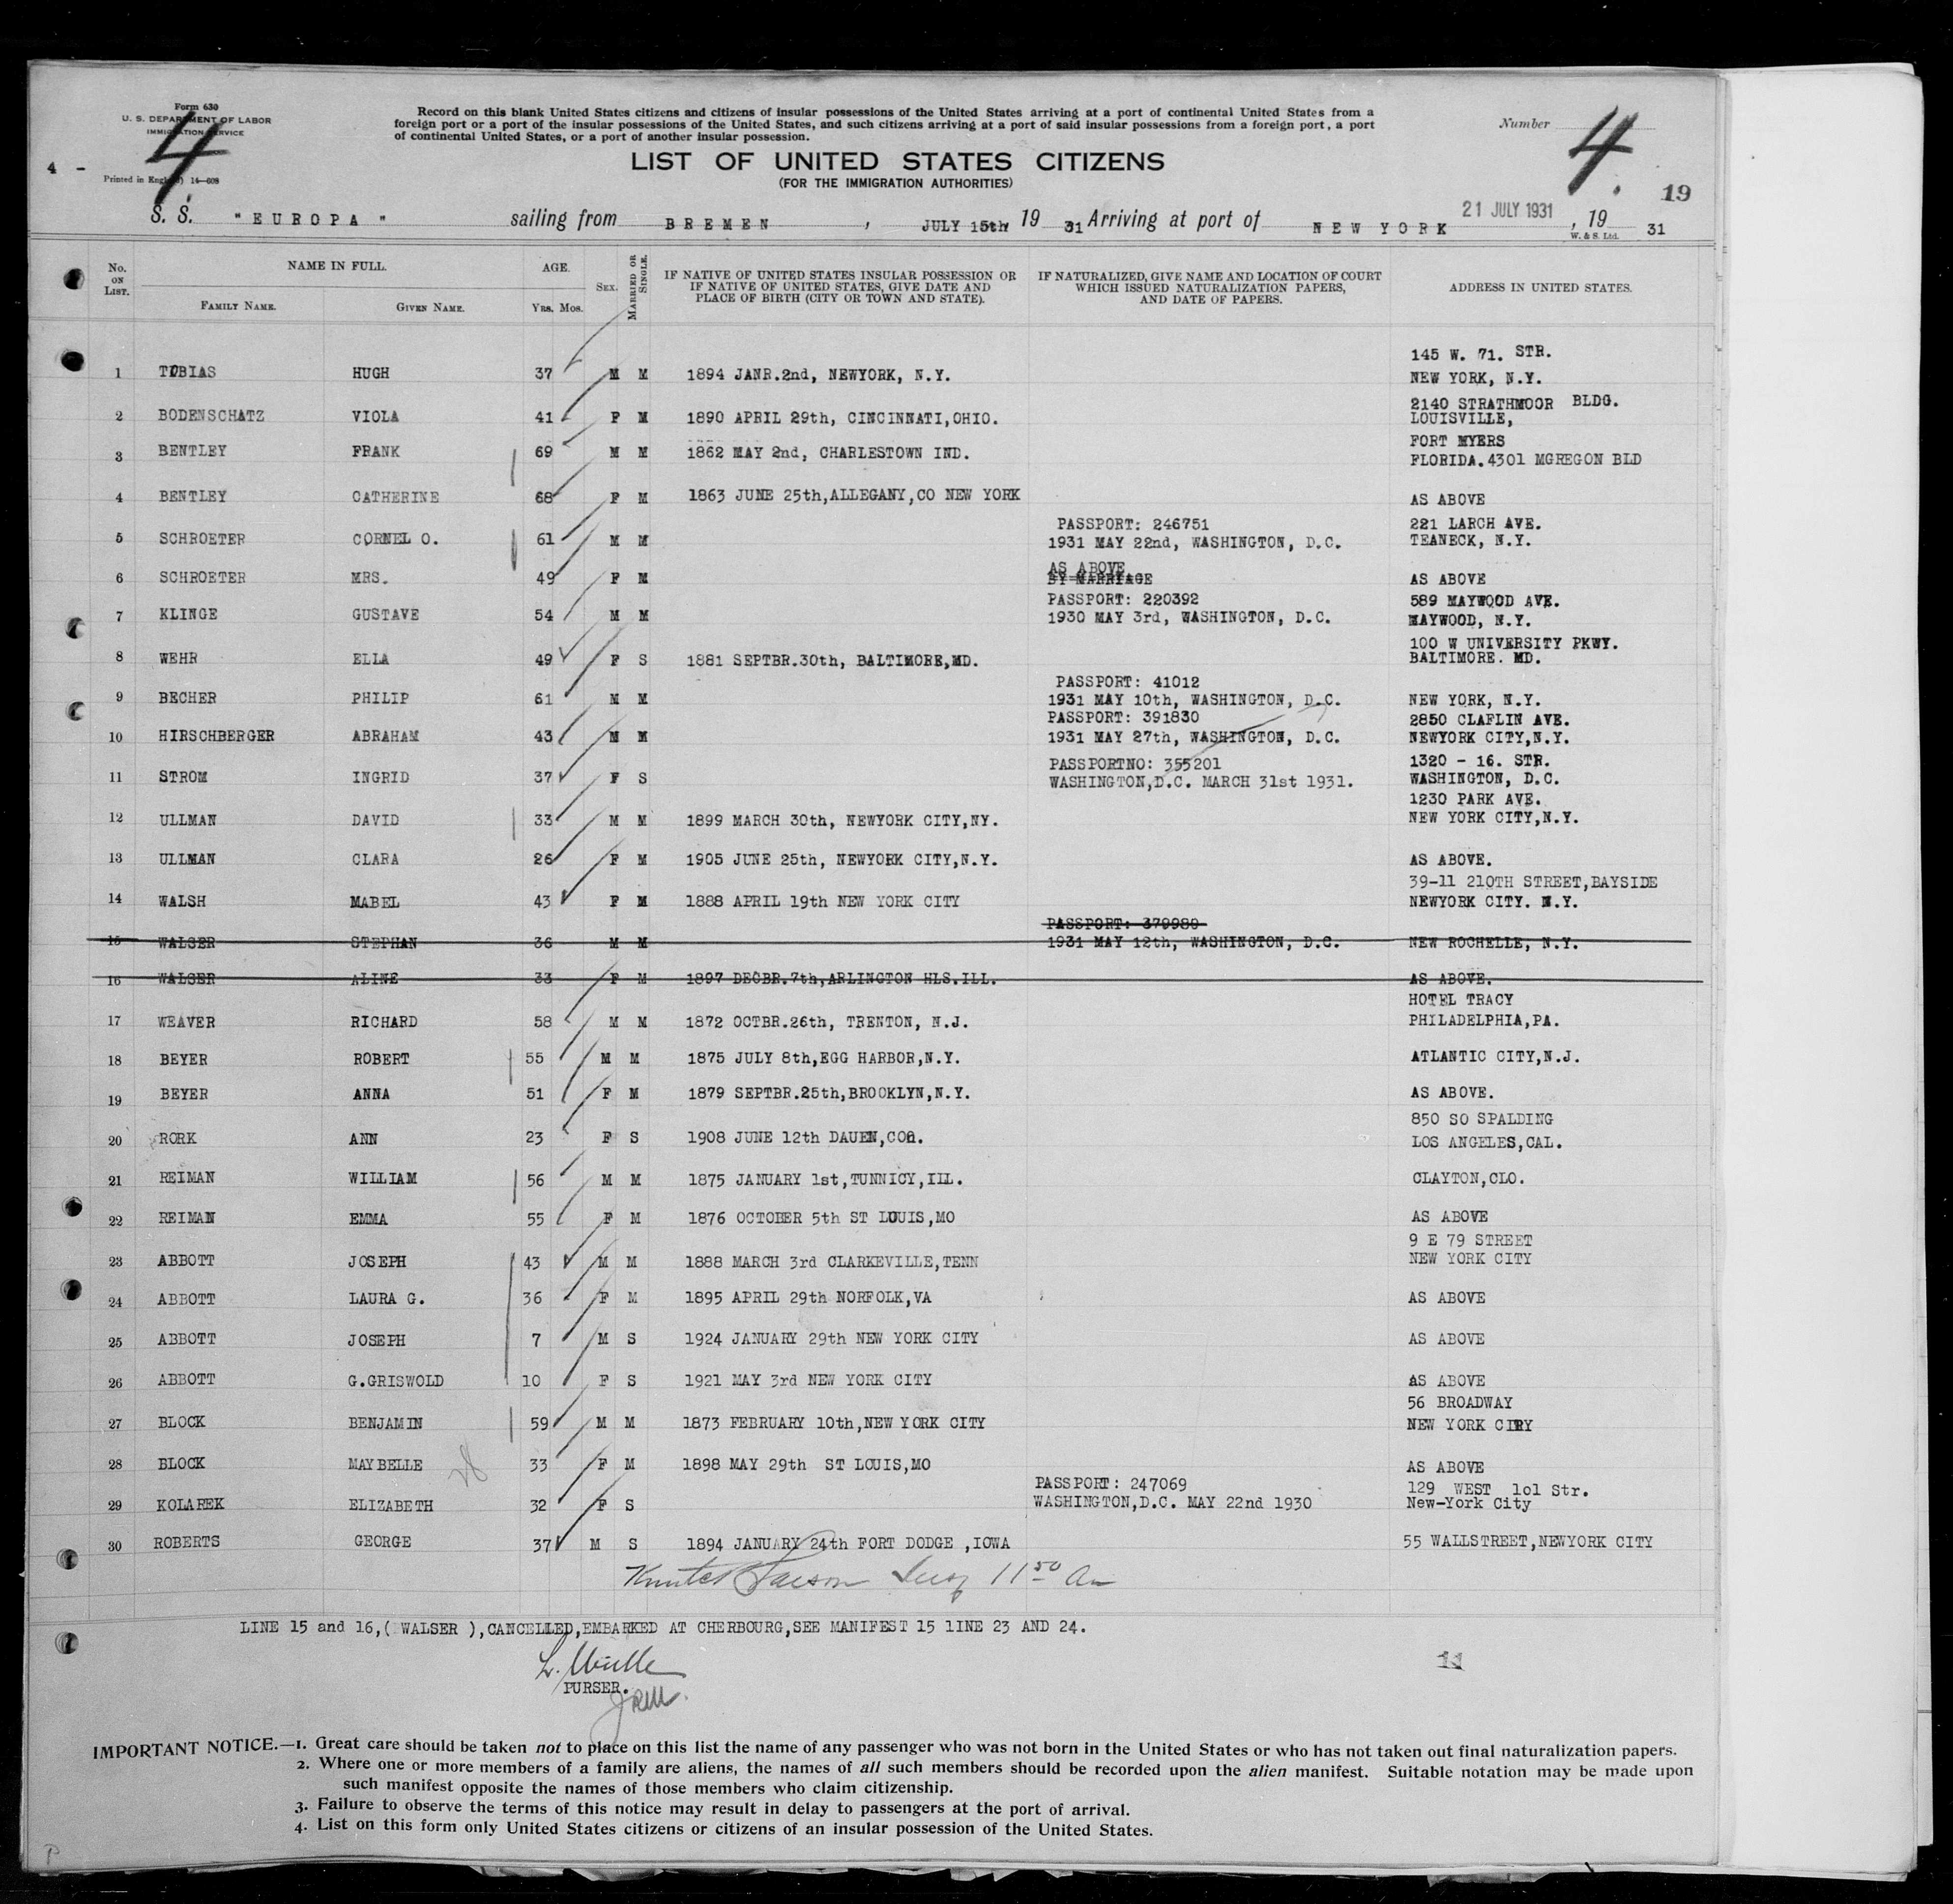 Form 630
U. S. DEPARTMENT OF LABOR
IMMIGRATION SERVICE
4 -
4
Printed in England 14—608
Record on this blank United States citizens and citizens of insular possessions of the United States arriving at a port of continental United States from a
foreign port or a port of the insular possessions of the United States, and such citizens arriving at a port of said insular possessions from a foreign port, a port
of continental United States, or a port of another insular possession.
Number 4.
19
LIST OF UNITED STATES CITIZENS
(FOR THE IMMIGRATION AUTHORITIES)
S. S. "EUROPA" sailing from BREMEN, JULY 15th 19 31 Arriving at port of NEW YORK 21 JULY 1931, 19 31
W. & S. Ltd.
No. ON LIST. NAME IN FULL. AGE. SEX. MARRIED OR SINGLE. IF NATIVE OF UNITED STATES INSULAR POSSESSION OR IF NATIVE OF UNITED STATES, GIVE DATE AND PLACE OF BIRTH (CITY OR TOWN AND STATE). IF NATURALIZED, GIVE NAME AND LOCATION OF COURT WHICH ISSUED NATURALIZATION PAPERS, AND DATE OF PAPERS. ADDRESS IN UNITED STATES.
FAMILY NAME. GIVEN NAME. YRS. MOS.
145 W. 71. STR.
1 TOBIAS HUGH 37 M M 1894 JANR.2nd, NEWYORK, N.Y. NEW YORK, N.Y.
2140 STRATHMOOR BLDG.
2 BODENSCHATZ VIOLA 41 F M 1890 APRIL 29th, CINCINNATI,OHIO. LOUISVILLE,
FORT MYERS
3 BENTLEY FRANK 69 M M 1862 MAY 2nd, CHARLESTOWN IND. FLORIDA.4301 MGREGON BLD
4 BENTLEY CATHERINE 68 F M 1863 JUNE 25th,ALLEGANY,CO NEW YORK AS ABOVE
PASSPORT: 246751 221 LARCH AVE.
5 SCHROETER CORNEL O. 61 M M 1931 MAY 22nd, WASHINGTON, D.C. TEANECK, N.Y.
AS ABOVE
6 SCHROETER MRS. 49 F M BY MARRIAGE AS ABOVE
PASSPORT: 220392 589 MAYWOOD AVE.
7 KLINGE GUSTAVE 54 M M 1930 MAY 3rd, WASHINGTON, D.C. MAYWOOD, N.Y.
100 W UNIVERSITY PKWY.
8 WEHR ELLA 49 F S 1881 SEPTBR.30th, BALTIMORE,MD. BALTIMORE. MD.
PASSPORT: 41012
9 BECHER PHILIP 61 M M 1931 MAY 10th, WASHINGTON, D.C. NEW YORK, N.Y.
PASSPORT: 391830 2850 CLAFLIN AVE.
10 HIRSCHBERGER ABRAHAM 43 M M 1931 MAY 27th, WASHINGTON, D.C. NEWYORK CITY,N.Y.
PASSPORTNO: 355201 1320 - 16. STR.
11 STROM INGRID 37 F S WASHINGTON,D.C. MARCH 31st 1931. WASHINGTON, D.C.
1230 PARK AVE.
12 ULLMAN DAVID 33 M M 1899 MARCH 30th, NEWYORK CITY,NY. NEW YORK CITY,N.Y.
13 ULLMAN CLARA 26 F M 1905 JUNE 25th, NEWYORK CITY,N.Y. AS ABOVE.
39-11 210TH STREET,BAYSIDE
14 WALSH MABEL 43 F M 1888 APRIL 19th NEW YORK CITY NEWYORK CITY. N.Y.
PASSPORT: 379980
15 WALSER STEPHAN 36 M M 1931 MAY 12th, WASHINGTON, D.C. NEW ROCHELLE, N.Y.
16 WALSER ALINE 33 F M 1897 DECBR.7th,ARLINGTON HLS.ILL. AS ABOVE.
HOTEL TRACY
17 WEAVER RICHARD 58 M M 1872 OCTBR.26th, TRENTON, N.J. PHILADELPHIA,PA.
18 BEYER ROBERT 55 M M 1875 JULY 8th,EGG HARBOR,N.Y. ATLANTIC CITY,N.J.
19 BEYER ANNA 51 F M 1879 SEPTBR.25th,BROOKLYN,N.Y. AS ABOVE.
850 SO SPALDING
20 RORK ANN 23 F S 1908 JUNE 12th DAUEN, LOS ANGELES,CAL.
21 REIMAN WILLIAM 56 M M 1875 JANUARY 1st,TUNNICY,ILL. CLAYTON,CLO.
22 REIMAN EMMA 55 F M 1876 OCTOBER 5th ST LOUIS,MO AS ABOVE
9 E 79 STREET
23 ABBOTT JOSEPH 43 M M 1888 MARCH 3rd CLARKEVILLE,TENN NEW YORK CITY
24 ABBOTT LAURA G. 36 F M 1895 APRIL 29th NORFOLK,VA AS ABOVE
25 ABBOTT JOSEPH 7 M S 1924 JANUARY 29th NEW YORK CITY AS ABOVE
26 ABBOTT G.GRISWOLD 10 F S 1921 MAY 3rd NEW YORK CITY AS ABOVE
56 BROADWAY
27 BLOCK BENJAMIN 59 M M 1873 FEBRUARY 10th,NEW YORK CITY NEW YORK CITY
28 BLOCK MAYBELLE 28 33 F M 1898 MAY 29th ST LOUIS,MO AS ABOVE
PASSPORT: 247069 129 WEST 1o1 Str.
29 KOLAREK ELIZABETH 32 F S WASHINGTON,D.C. MAY 22nd 1930 New-York City
30 ROBERTS GEORGE 37 M S 1894 JANUARY 24th FORT DODGE ,IOWA 55 WALLSTREET,NEWYORK CITY
11 50 Am
LINE 15 and 16,( WALSER ),CANCELLED,EMBARKED AT CHERBOURG,SEE MANIFEST 15 lINE 23 AND 24.
11
PURSER.
IMPORTANT NOTICE.—1. Great care should be taken not to place on this list the name of any passenger who was not born in the United States or who has not taken out final naturalization papers.
2. Where one or more members of a family are aliens, the names of all such members should be recorded upon the alien manifest. Suitable notation may be made upon
such manifest opposite the names of those members who claim citizenship.
3. Failure to observe the terms of this notice may result in delay to passengers at the port of arrival.
4. List on this form only United States citizens or citizens of an insular possession of the United States.
P